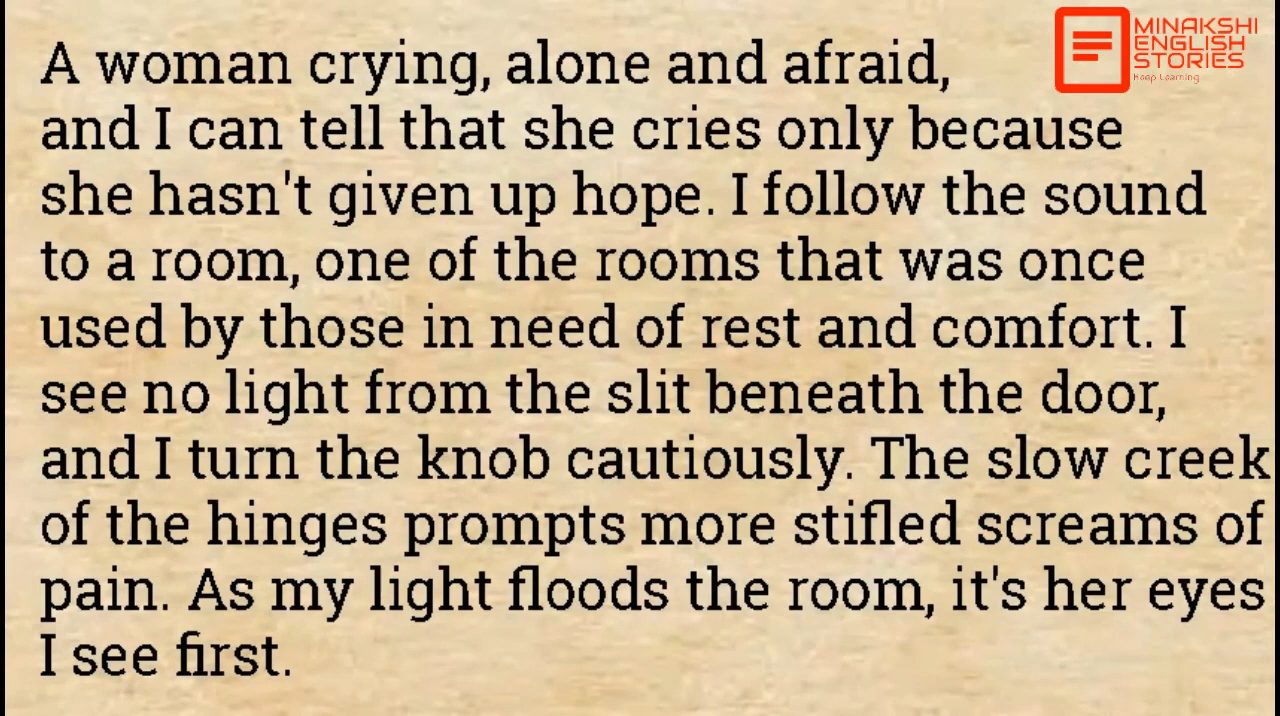 A woman crying, alone and afraid,
and I can tell that she cries only because
she hasn't given up hope. I follow the sound
to a room, one of the rooms that was once
used by those in need of rest and comfort. I
see no light from the slit beneath the door,
and I turn the knob cautiously. The slow creek
of the hinges prompts more stifled screams of
pain. As my light floods the room, it's her eyes
I see first.
MINAKSHI
ENGLISH
STORIES
Keep Learning